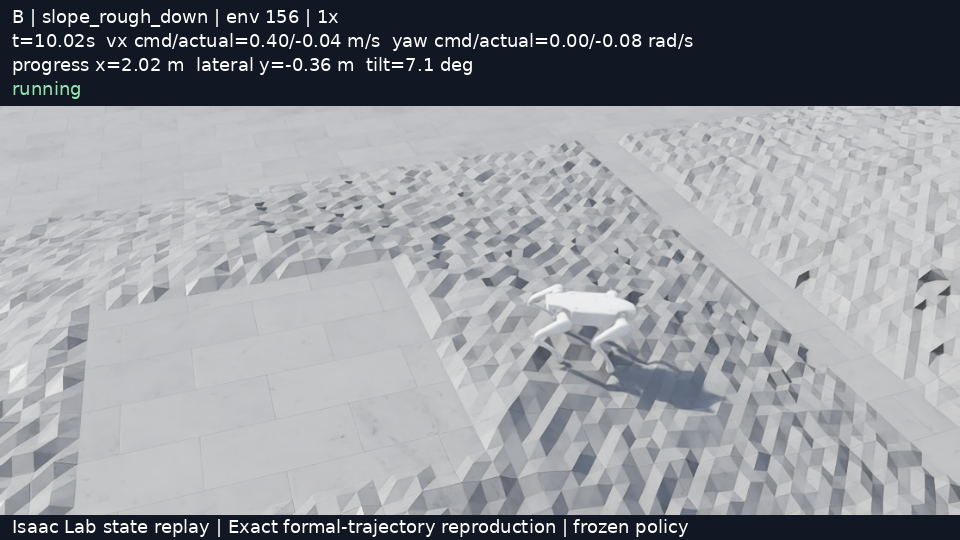 B | slope_rough_down | env 156 | 1x
t=10.02s  vx cmd/actual=0.40/-0.04 m/s  yaw cmd/actual=0.00/-0.08 rad/s
progress x=2.02 m  lateral y=-0.36 m  tilt=7.1 deg
running
Isaac Lab state replay | Exact formal-trajectory reproduction | frozen policy